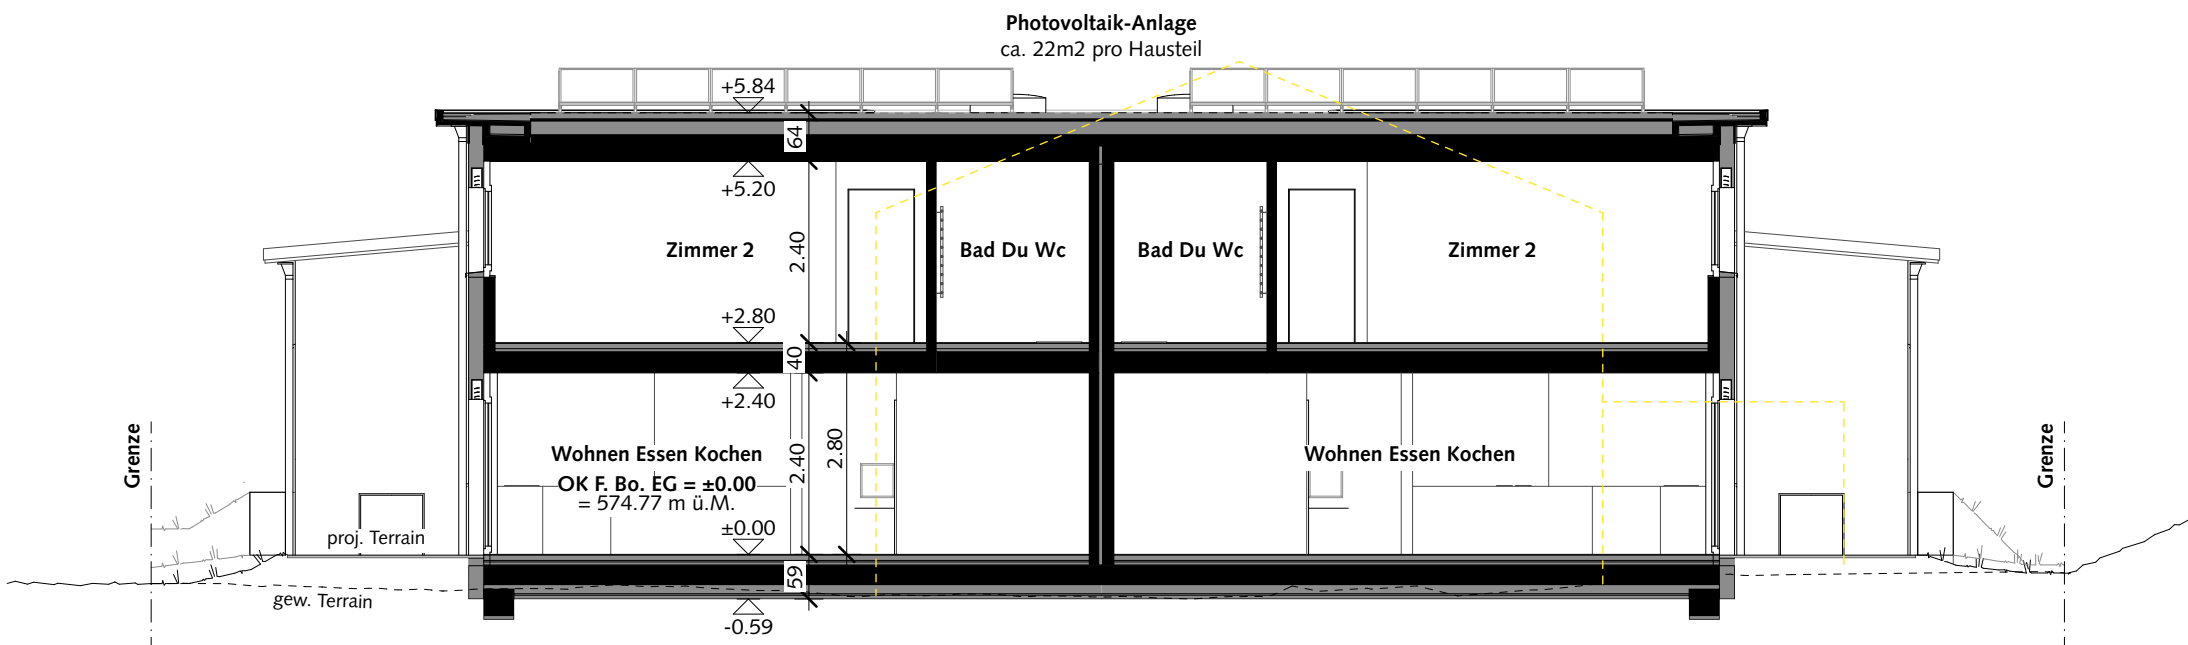 Photovoltaik-Anlage
ca. 22m2 pro Hausteil
+5.84
64
+5.20
Zimmer 2
2.40
Bad Du Wc
Bad Du Wc
Zimmer 2
+2.80
40
+2.40
Grenze
Wohnen Essen Kochen
2.40
2.80
Wohnen Essen Kochen
Grenze
OK F. Bo. EG = ±0.00
= 574.77 m ü.M.
±0.00
proj. Terrain
59
gew. Terrain
-0.59